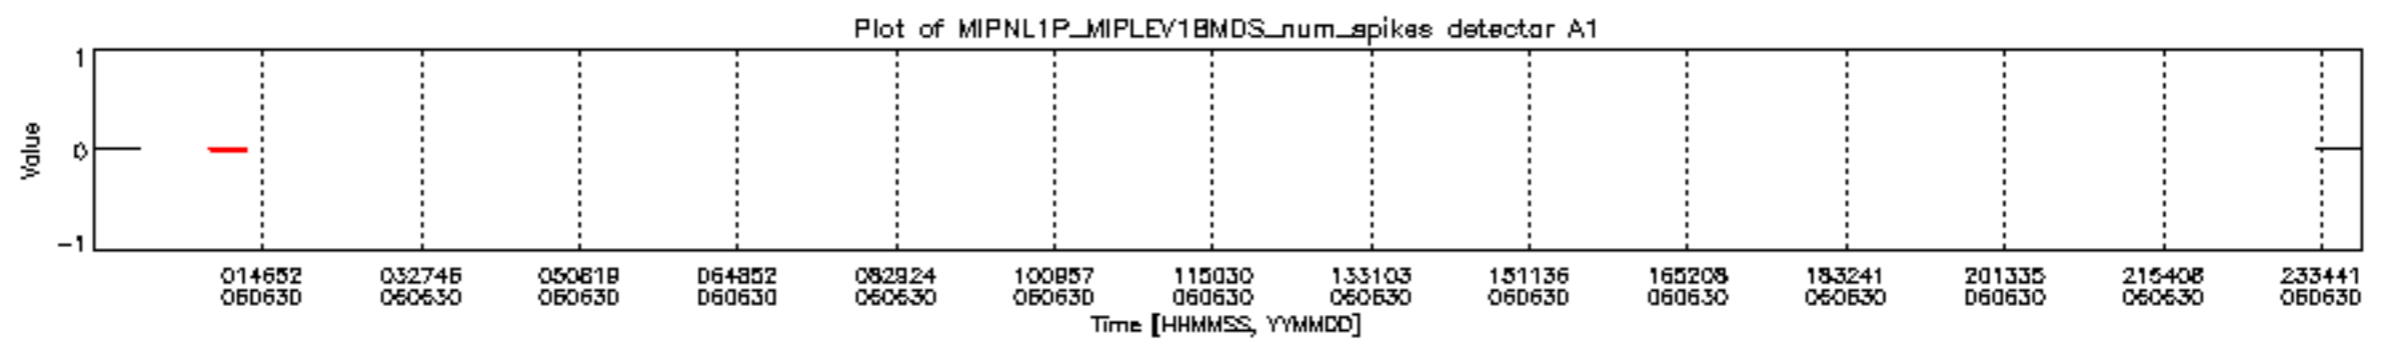 Plot of MIPNL1P_MIPLEV1BMDS_num_spikes detector A1
1
Value
0
-1
014652 032746 050819 064852 082924 100957 115030 133103 151136 165208 183241 201335 215408 233441
060630 060630 060630 060630 060630 060630 060630 060630 060630 060630 060630 060630 060630 060630
Time [HHMMSS, YYMMDD]